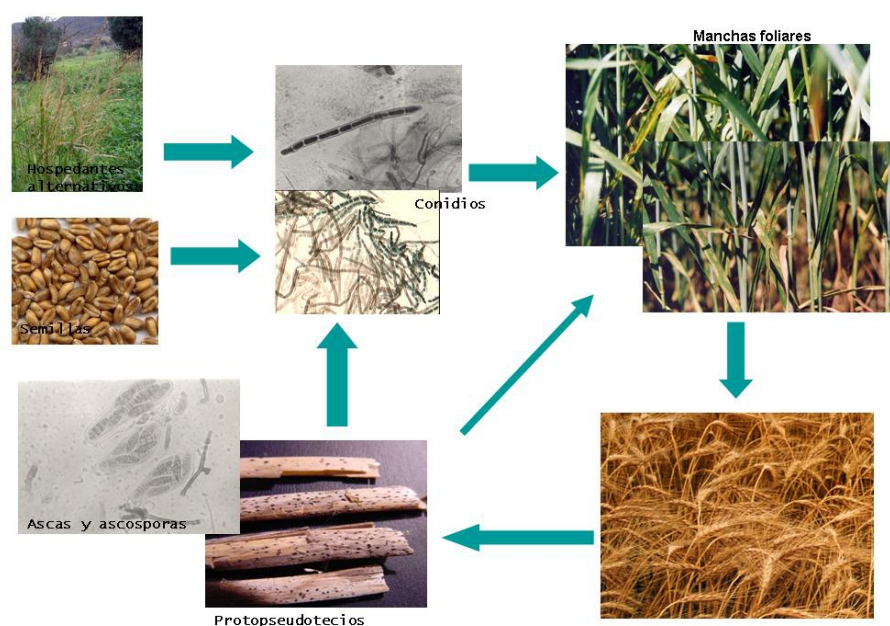 Manchas foliares
Hospedantes
alternativos
Conidios
Semillas
Ascas y ascosporas
Protopseudotecios